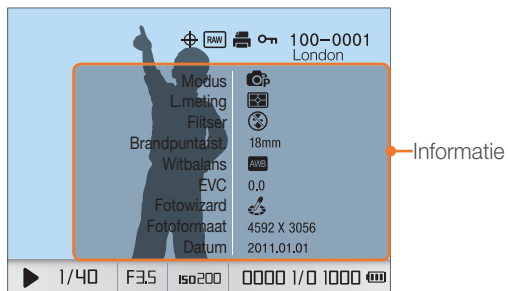 RAW 100-0001
London
Modus P
L.meting
Flitser
Brandpuntafst. 18mm
Informatie
Witbalans AWB
EVC 0.0
Fotowizard
Fotoformaat 4592 X 3056
Datum 2011.01.01
1/40 F3.5 ISO200 0000 1/0 1000